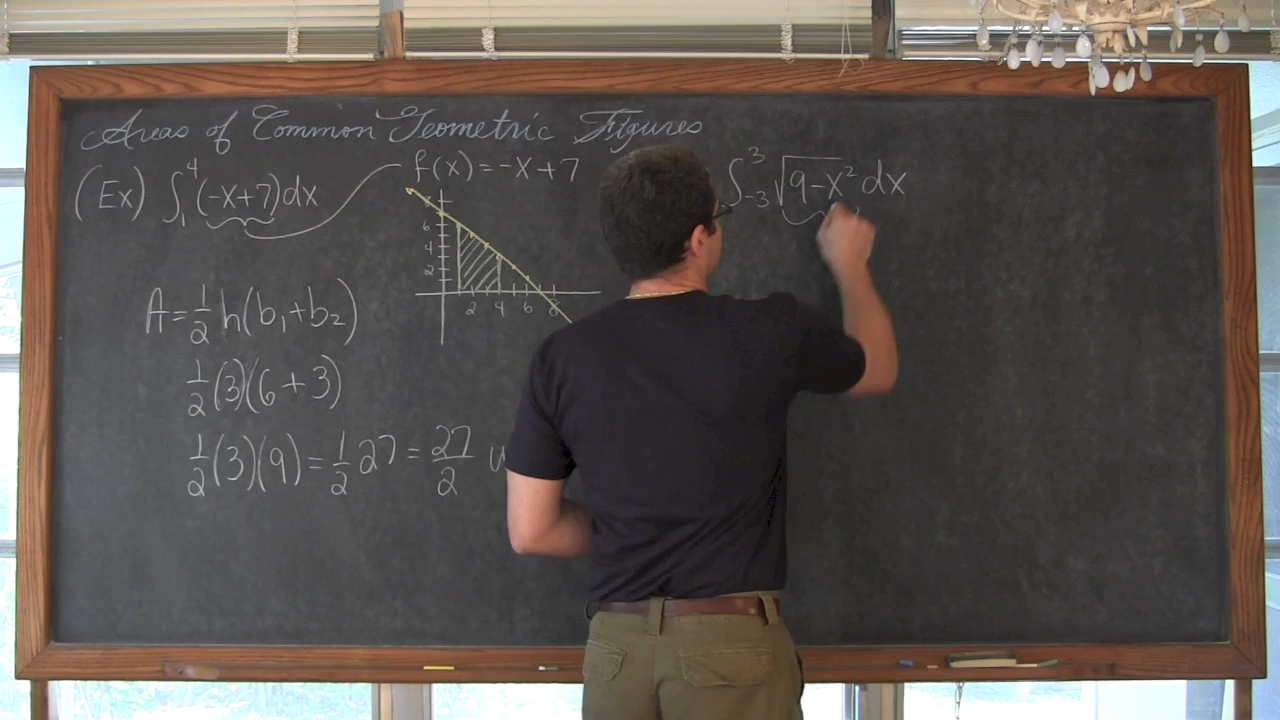 Areas of Common Geometric Figures
(Ex) ∫₁⁴ (-x+7)dx
f(x) = -x+7
6
4
2
2 4 6 8
A = 1/2 h(b₁+b₂)
1/2 (3)(6+3)
1/2 (3)(9) = 1/2 27 = 27/2 u
∫₋₃³ √9-x² dx